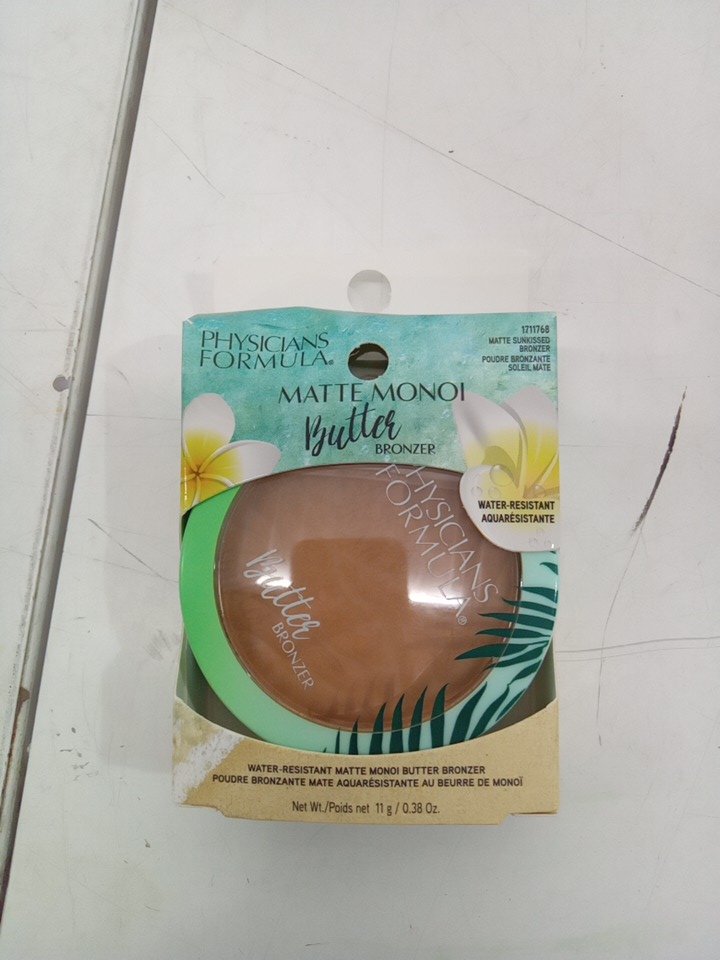 PHYSICIANS
FORMULA®
1711768
MATTE SUNKISSED
BRONZER
POUDRE BRONZANTE
SOLEIL MATE
MATTE MONOI
Butter
BRONZER
WATER-RESISTANT
AQUARÉSISTANTE
PHYSICIANS
FORMULA®
Butter
BRONZER
WATER-RESISTANT MATTE MONOI BUTTER BRONZER
POUDRE BRONZANTE MATE AQUARÉSISTANTE AU BEURRE DE MONOÏ
Net Wt./Poids net 11 g / 0.38 Oz.